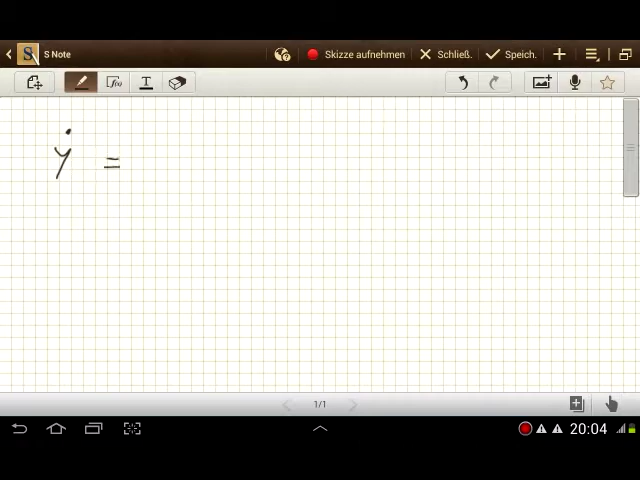 S Note Skizze aufnehmen Schließ. Speich.
f(x) T
ẏ =
1/1
20:04